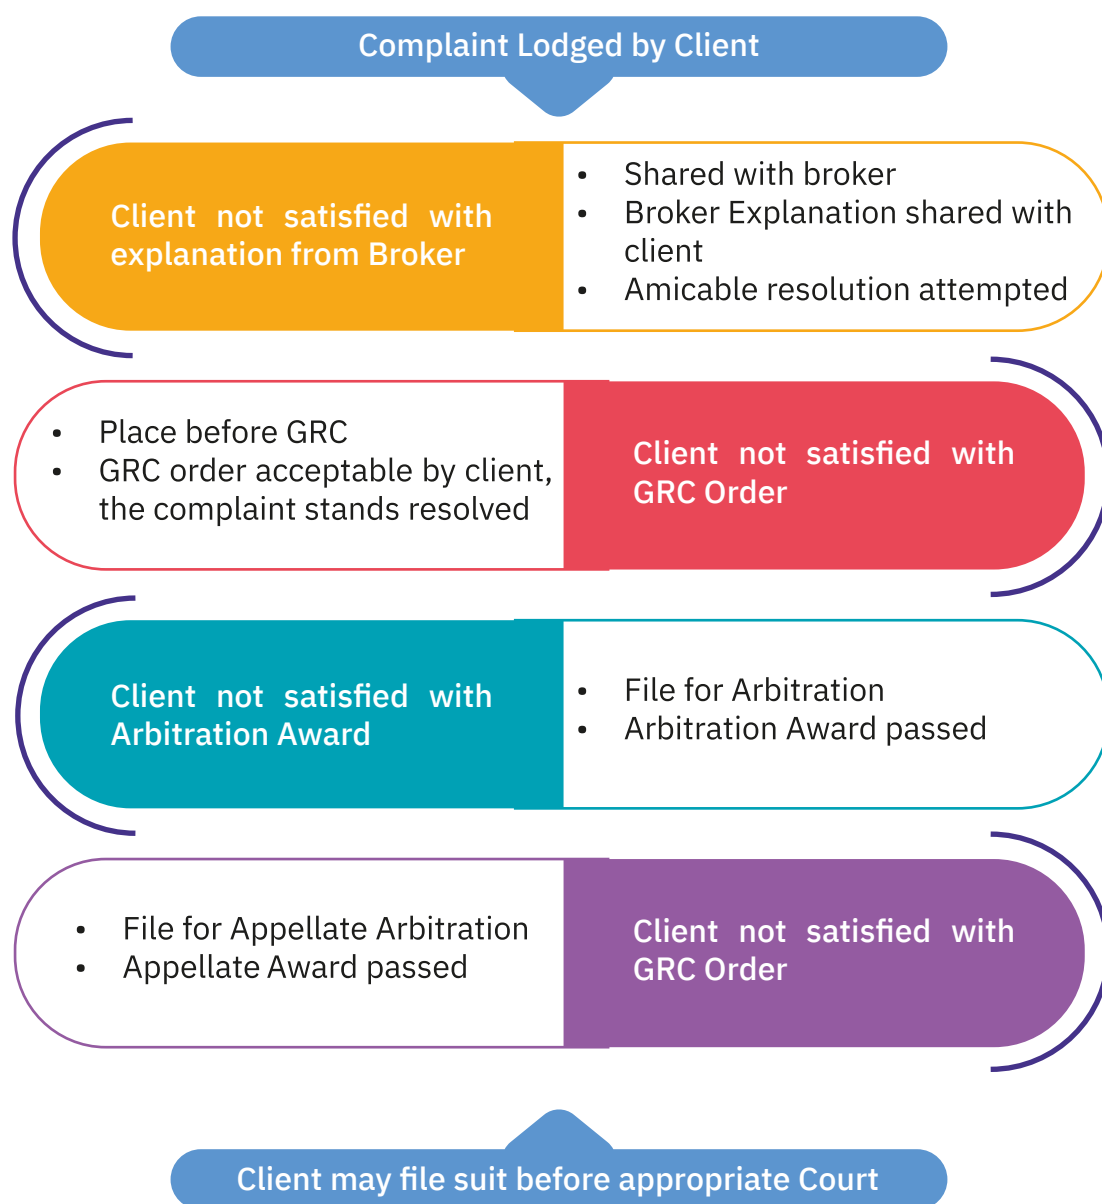 Complaint Lodged by Client
Client not satisfied with
explanation from Broker
• Shared with broker
• Broker Explanation shared with
client
• Amicable resolution attempted
• Place before GRC
• GRC order acceptable by client,
the complaint stands resolved
Client not satisfied with
GRC Order
Client not satisfied with
Arbitration Award
• File for Arbitration
• Arbitration Award passed
• File for Appellate Arbitration
• Appellate Award passed
Client not satisfied with
GRC Order
Client may file suit before appropriate Court